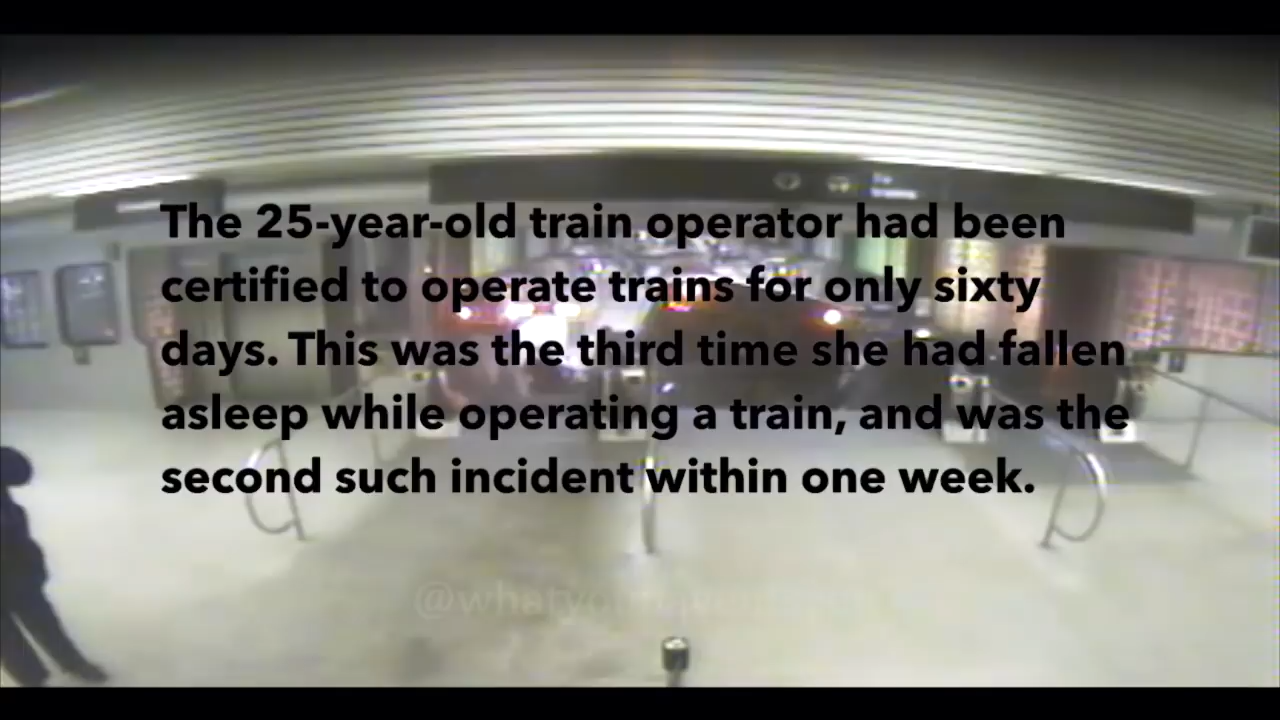 The 25-year-old train operator had been
certified to operate trains for only sixty
days. This was the third time she had fallen
asleep while operating a train, and was the
second such incident within one week.